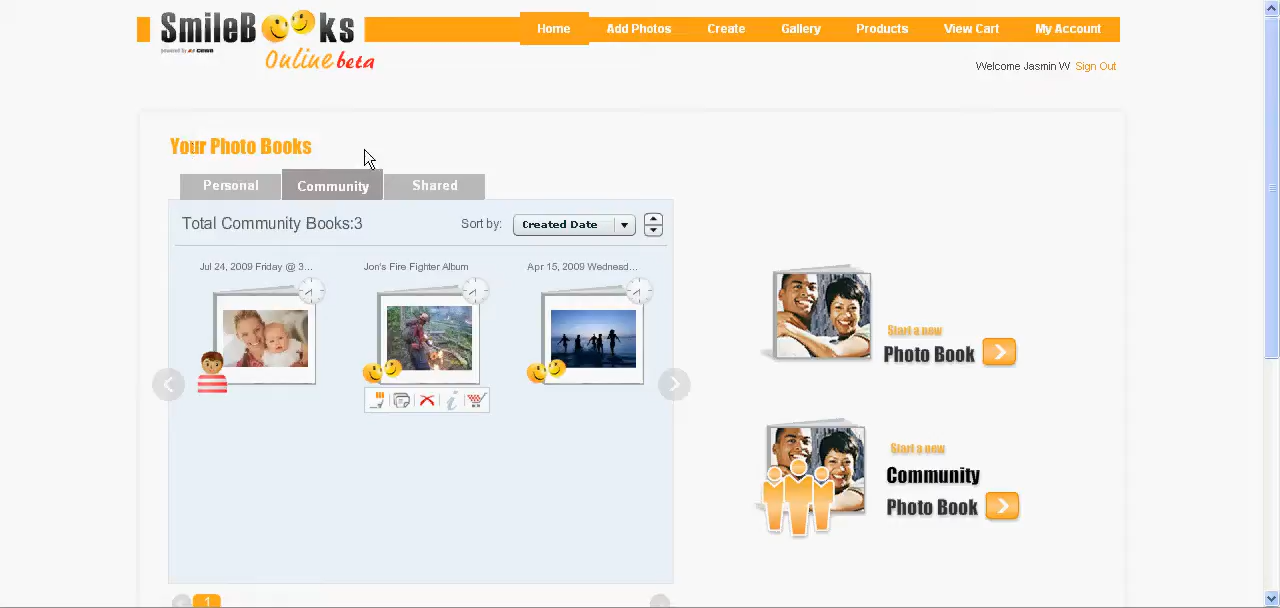 SmileBooks
powered by CEWE
Online beta
Home Add Photos Create Gallery Products View Cart My Account
Welcome Jasmin W Sign Out
Your Photo Books
Personal Community Shared
Total Community Books:3 Sort by: Created Date
Jul 24, 2009 Friday @ 3... Jon's Fire Fighter Album Apr 15, 2009 Wednesd...
Start a new
Photo Book
Start a new
Community
Photo Book
1